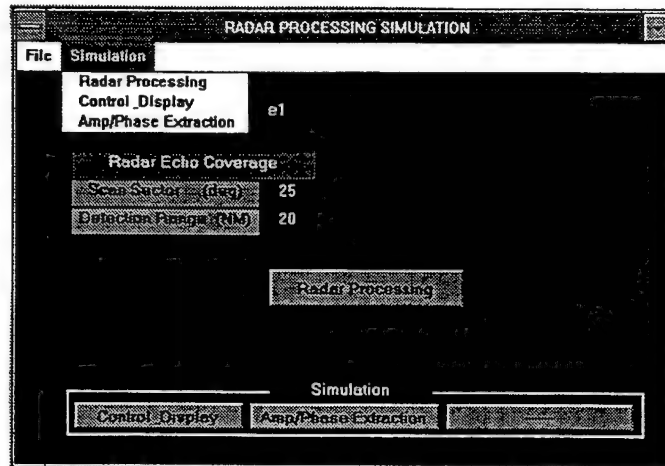 RADAR PROCESSING SIMULATION
File Simulation
Radar Processing
Control_Display
Amp/Phase Extraction
e1
Radar Echo Coverage
Scan Sector (deg) 25
Detection Range (NM) 20
Radar Processing
Simulation
Control_Display Amp/Phase Extraction